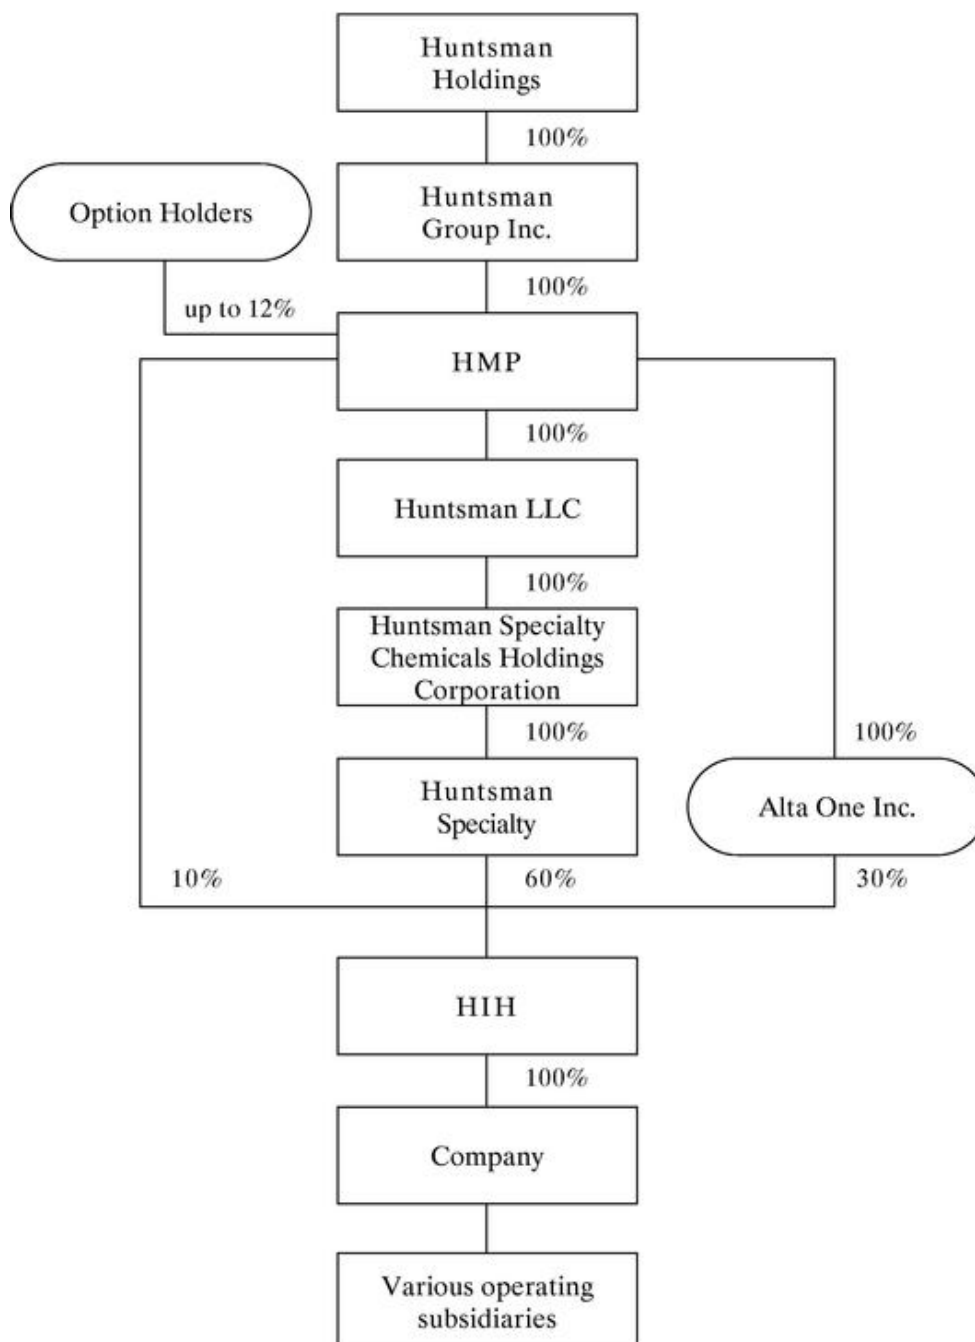 Huntsman
Holdings
100%
Option Holders
Huntsman
Group Inc.
100%
up to 12%
HMP
100%
Huntsman LLC
100%
Huntsman Specialty
Chemicals Holdings
Corporation
100%
100%
Huntsman
Specialty
Alta One Inc.
10%
60%
30%
HIH
100%
Company
Various operating
subsidiaries